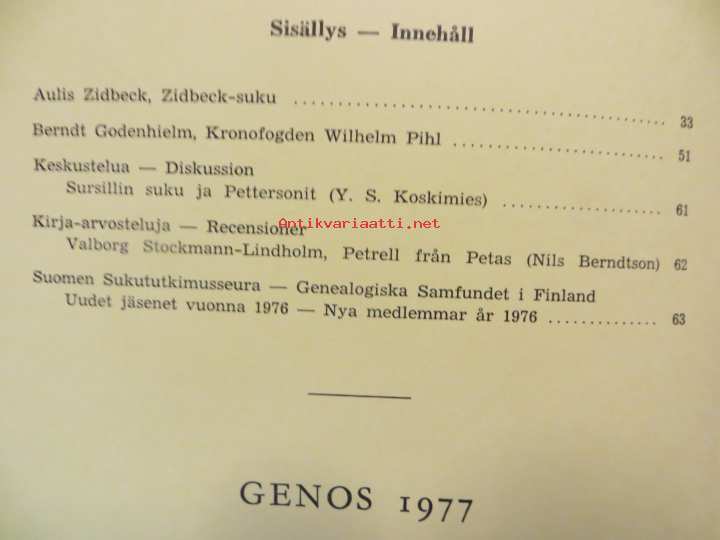 Sisällys — Innehåll
Aulis Zidbeck, Zidbeck-suku ........................................ 33
Berndt Godenhielm, Kronofogden Wilhelm Pihl ........................ 51
Keskustelua — Diskussion
Sursillin suku ja Pettersonit (Y. S. Koskimies) .................. 61
Kirja-arvosteluja — Recensioner
Antikvariaatti.net
Valborg Stockmann-Lindholm, Petrell från Petas (Nils Berndtson) 62
Suomen Sukututkimusseura — Genealogiska Samfundet i Finland
Uudet jäsenet vuonna 1976 — Nya medlemmar år 1976 .............. 63
GENOS 1977